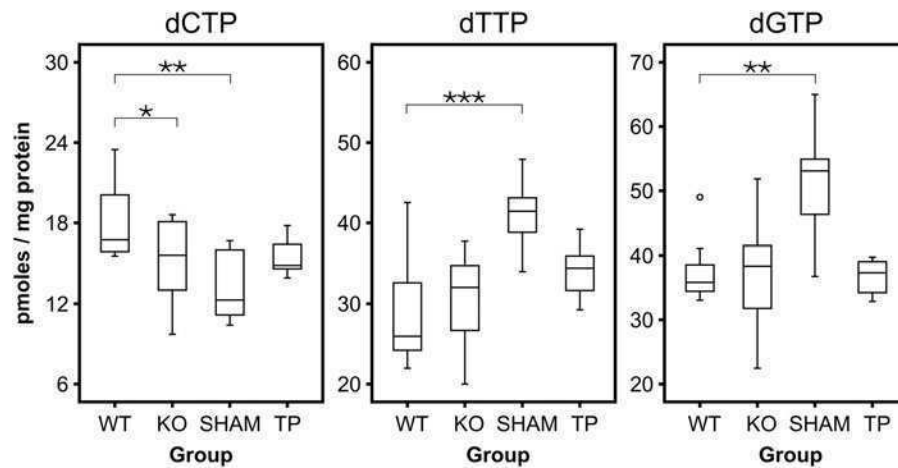 dCTP dTTP dGTP
pmoles / mg protein
30
24
18
12
6
**
*
WT KO SHAM TP
Group
60
50
40
30
20
***
WT KO SHAM TP
Group
70
60
50
40
30
20
**
WT KO SHAM TP
Group